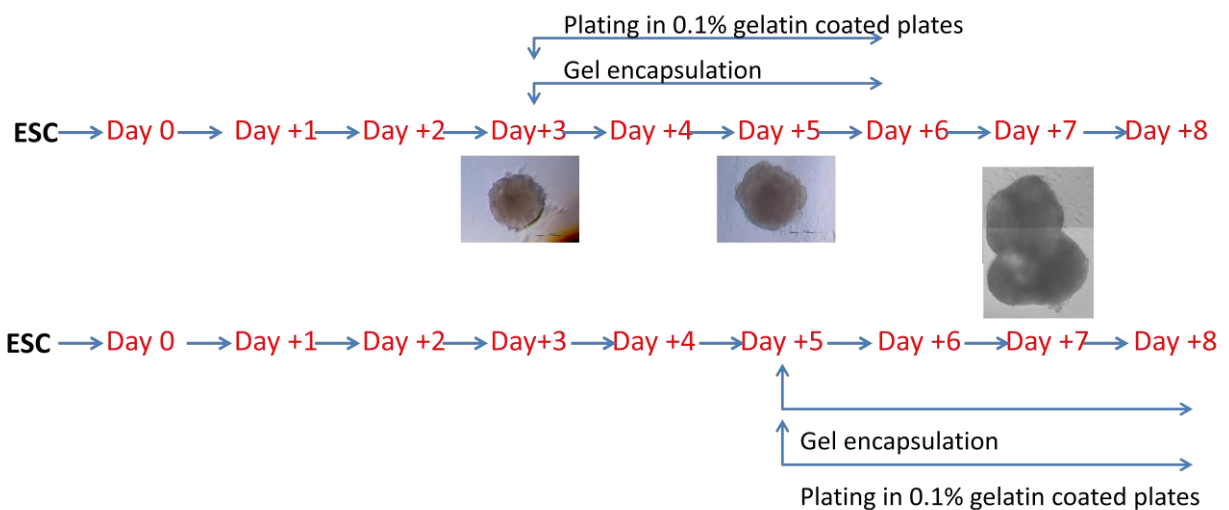 Plating in 0.1% gelatin coated plates
Gel encapsulation
ESC Day 0 Day +1 Day +2 Day+3 Day +4 Day +5 Day +6 Day +7 Day +8
ESC Day 0 Day +1 Day +2 Day+3 Day +4 Day +5 Day +6 Day +7 Day +8
Gel encapsulation
Plating in 0.1% gelatin coated plates